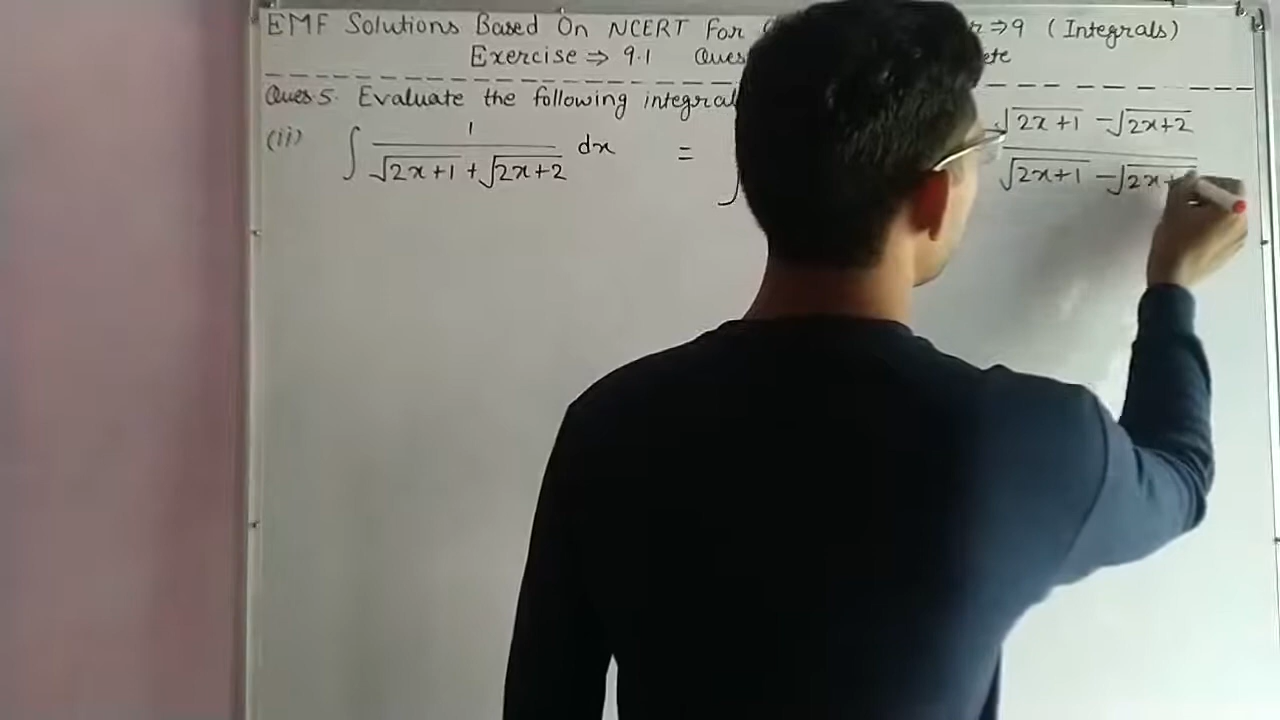 EMF Solutions Based On NCERT For ⇒9 (Integrals)
Exercise ⇒ 9.1
Ques 5. Evaluate the following integral
(ii) ∫ 1/(√(2x+1) + √(2x+2)) dx = ∫ (√(2x+1) - √(2x+2))/(√(2x+1) - √(2x+